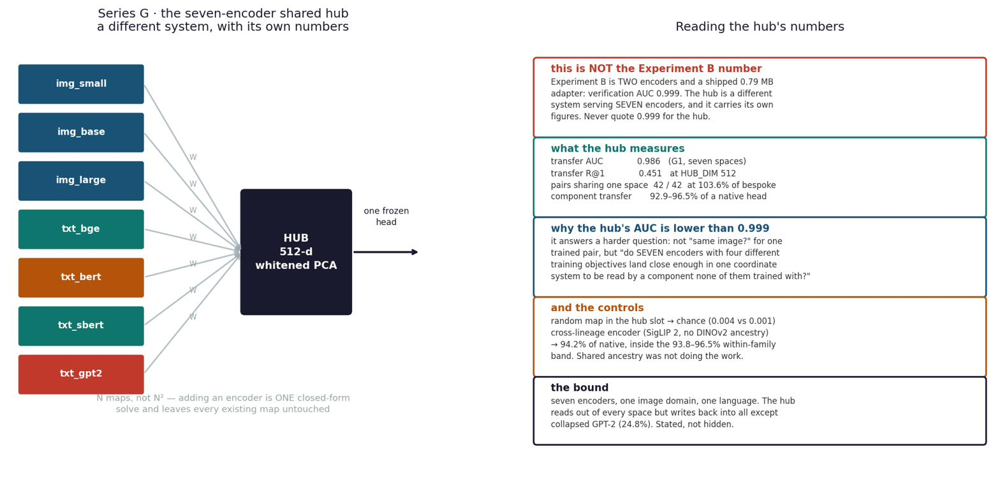 Series G · the seven-encoder shared hub
a different system, with its own numbers
img_small
img_base
img_large
txt_bge
txt_bert
txt_sbert
txt_gpt2
W
W
W
W
W
W
W
HUB
512-d
whitened PCA
one frozen
head
N maps, not N² — adding an encoder is ONE closed-form
solve and leaves every existing map untouched
Reading the hub's numbers
this is NOT the Experiment B number
Experiment B is TWO encoders and a shipped 0.79 MB
adapter: verification AUC 0.999. The hub is a different
system serving SEVEN encoders, and it carries its own
figures. Never quote 0.999 for the hub.
what the hub measures
transfer AUC 0.986 (G1, seven spaces)
transfer R@1 0.451 at HUB_DIM 512
pairs sharing one space 42 / 42 at 103.6% of bespoke
component transfer 92.9–96.5% of a native head
why the hub's AUC is lower than 0.999
it answers a harder question: not "same image?" for one
trained pair, but "do SEVEN encoders with four different
training objectives land close enough in one coordinate
system to be read by a component none of them trained with?"
and the controls
random map in the hub slot → chance (0.004 vs 0.001)
cross-lineage encoder (SigLIP 2, no DINOv2 ancestry)
→ 94.2% of native, inside the 93.8–96.5% within-family
band. Shared ancestry was not doing the work.
the bound
seven encoders, one image domain, one language. The hub
reads out of every space but writes back into all except
collapsed GPT-2 (24.8%). Stated, not hidden.